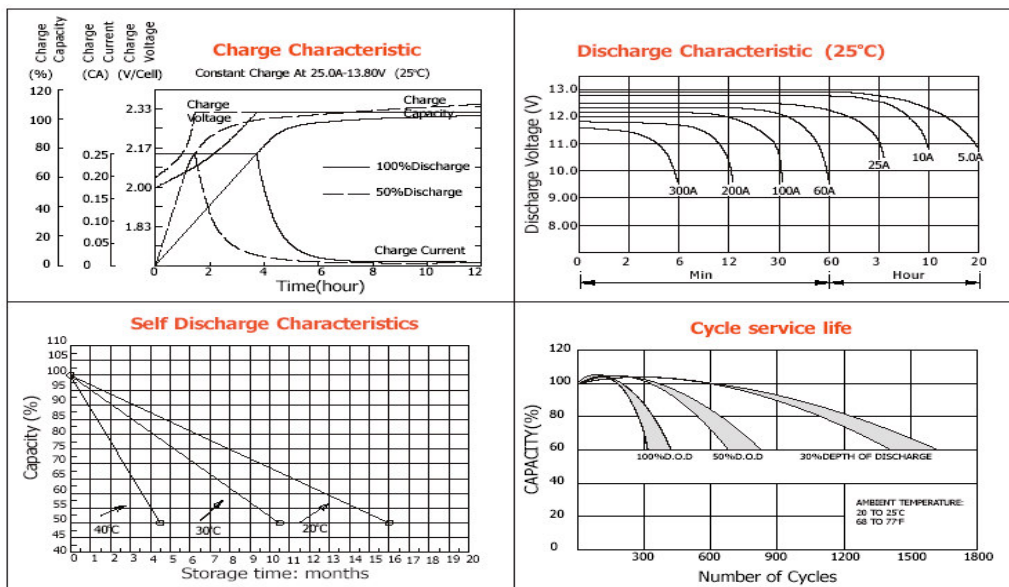 Charge Capacity
Charge Current
Charge Voltage
(%)
(CA)
(V/Cell)
Charge Characteristic
Constant Charge At 25.0A-13.80V (25°C)
120
100
80
60
40
20
0
0.25
0.20
0.15
0.10
0.05
0
2.33
2.17
2.00
1.83
Charge Voltage
Charge Capacity
100%Discharge
50%Discharge
Charge Current
0 2 4 6 8 10 12
Time(hour)
Discharge Characteristic (25°C)
Discharge Voltage (V)
13.0
12.0
11.0
10.0
9.0
8.00
300A 200A 100A 60A 25A 10A 5.0A
0 2 6 12 30 60 3 10 20
Min Hour
Self Discharge Characteristics
Capacity (%)
110
105
100
95
90
85
80
75
70
65
60
55
50
45
40
40°C 30°C 20°C
0 1 2 3 4 5 6 7 8 9 10 11 12 13 14 15 16 17 18 19 20
Storage time: months
Cycle service life
CAPACITY(%)
120
100
80
60
40
0
100%D.O.D 50%D.O.D 30%DEPTH OF DISCHARGE
AMBIENT TEMPERATURE:
20 TO 25°C
68 TO 77°F
300 600 900 1200 1500 1800
Number of Cycles